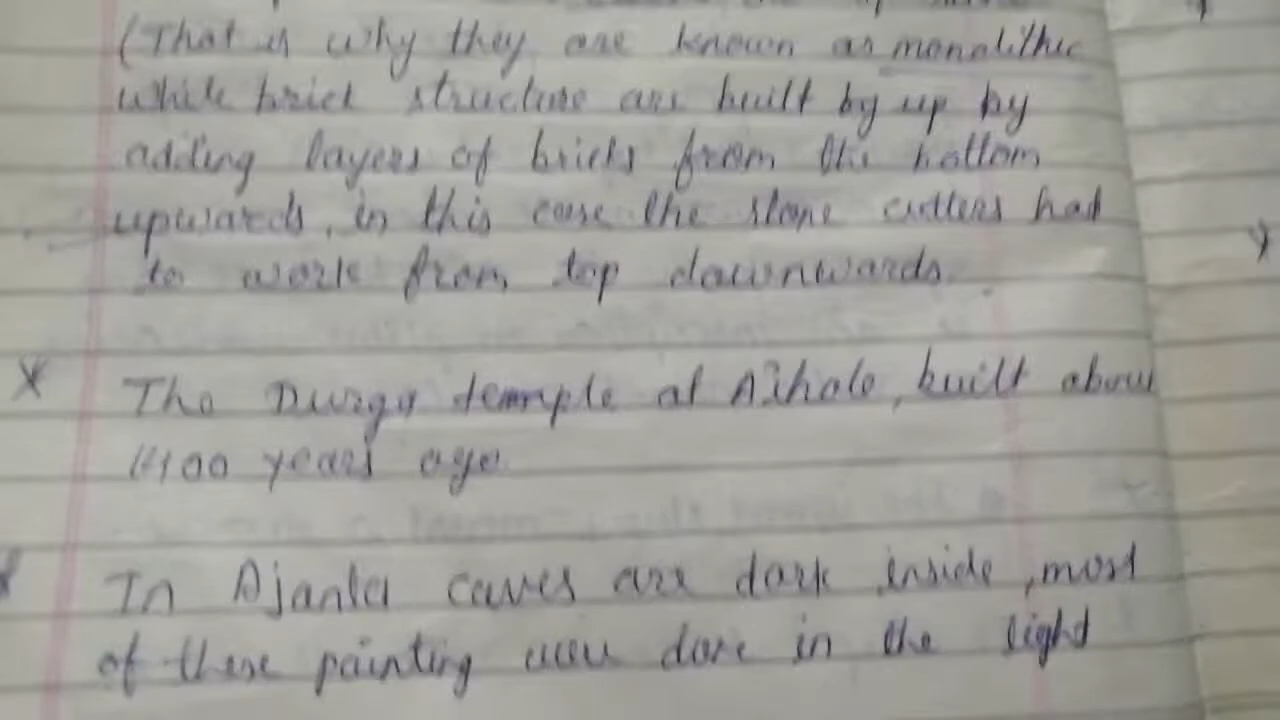 (That is why they are known as monolithic
while brick structure are built by up by
adding layers of bricks from the bottom
upwards, in this case the stone cutters had
to work from top downwards.
The Durga temple at Aihole, built about
1400 years ago
In Ajanta caves are dark inside, most
of these painting were done in the light